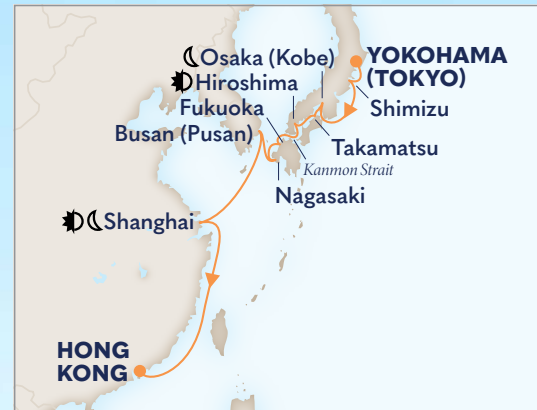 Osaka (Kobe)
YOKOHAMA
(TOKYO)
Hiroshima
Fukuoka
Shimizu
Busan (Pusan)
Takamatsu
Kanmon Strait
Nagasaki
Shanghai
HONG
KONG